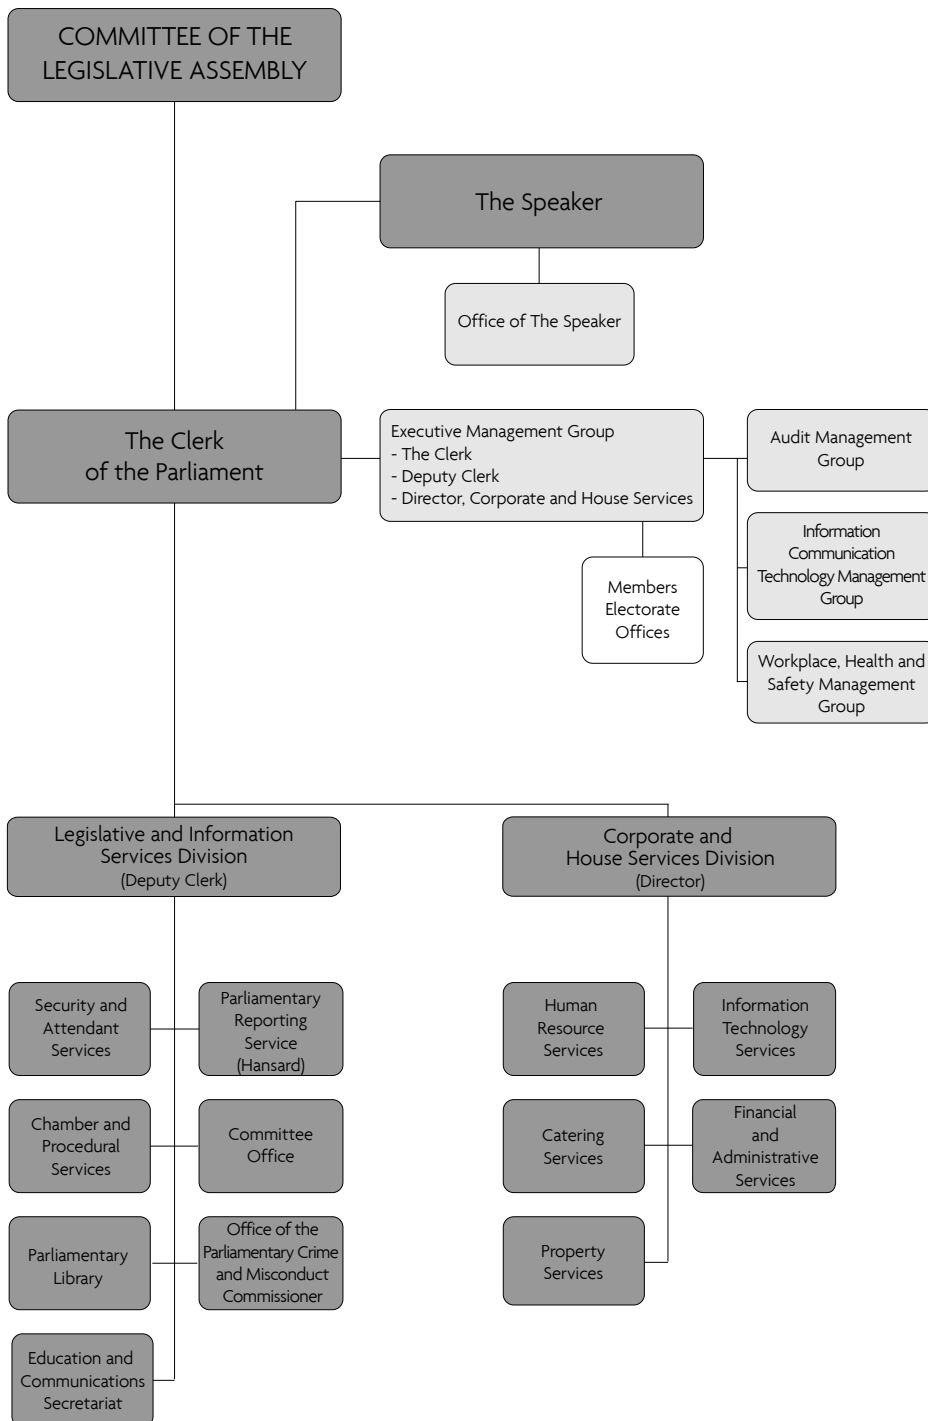 COMMITTEE OF THE
LEGISLATIVE ASSEMBLY
The Speaker
Office of The Speaker
The Clerk
of the Parliament
Executive Management Group
- The Clerk
- Deputy Clerk
- Director, Corporate and House Services
Audit Management
Group
Information
Communication
Technology Management
Group
Members
Electorate
Offices
Workplace, Health and
Safety Management
Group
Legislative and Information
Services Division
(Deputy Clerk)
Corporate and
House Services Division
(Director)
Security and
Attendant
Services
Parliamentary
Reporting
Service
(Hansard)
Human
Resource
Services
Information
Technology
Services
Chamber and
Procedural
Services
Committee
Office
Catering
Services
Financial
and
Administrative
Services
Parliamentary
Library
Office of the
Parliamentary Crime
and Misconduct
Commissioner
Property
Services
Education and
Communications
Secretariat